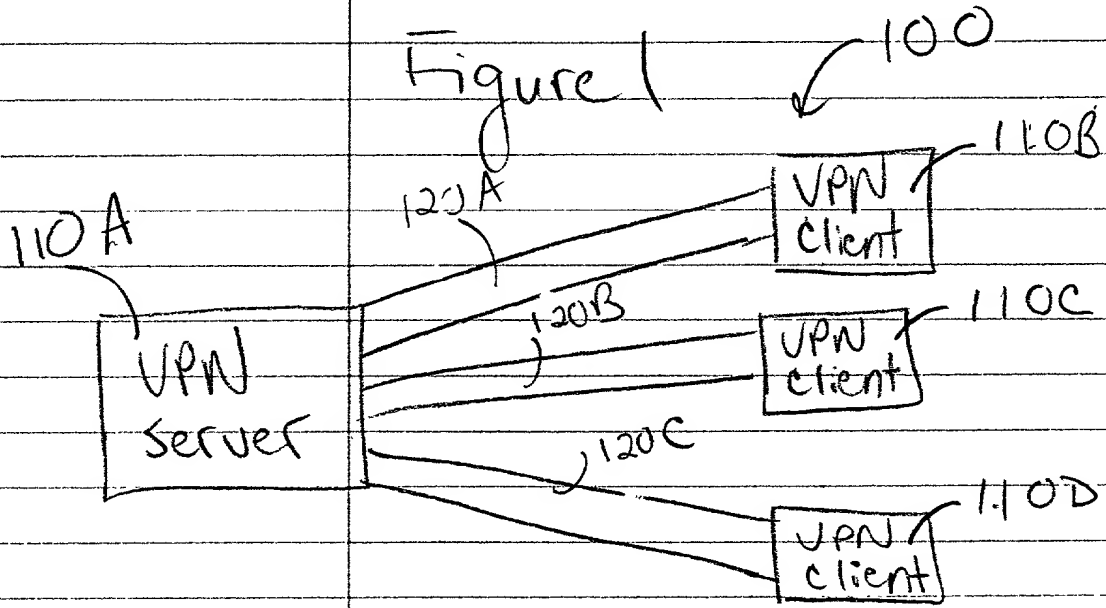 Figure 1
100
110B
VPN
client
120A
110A
120B
110C
VPN
client
VPN
server
120C
110D
VPN
client